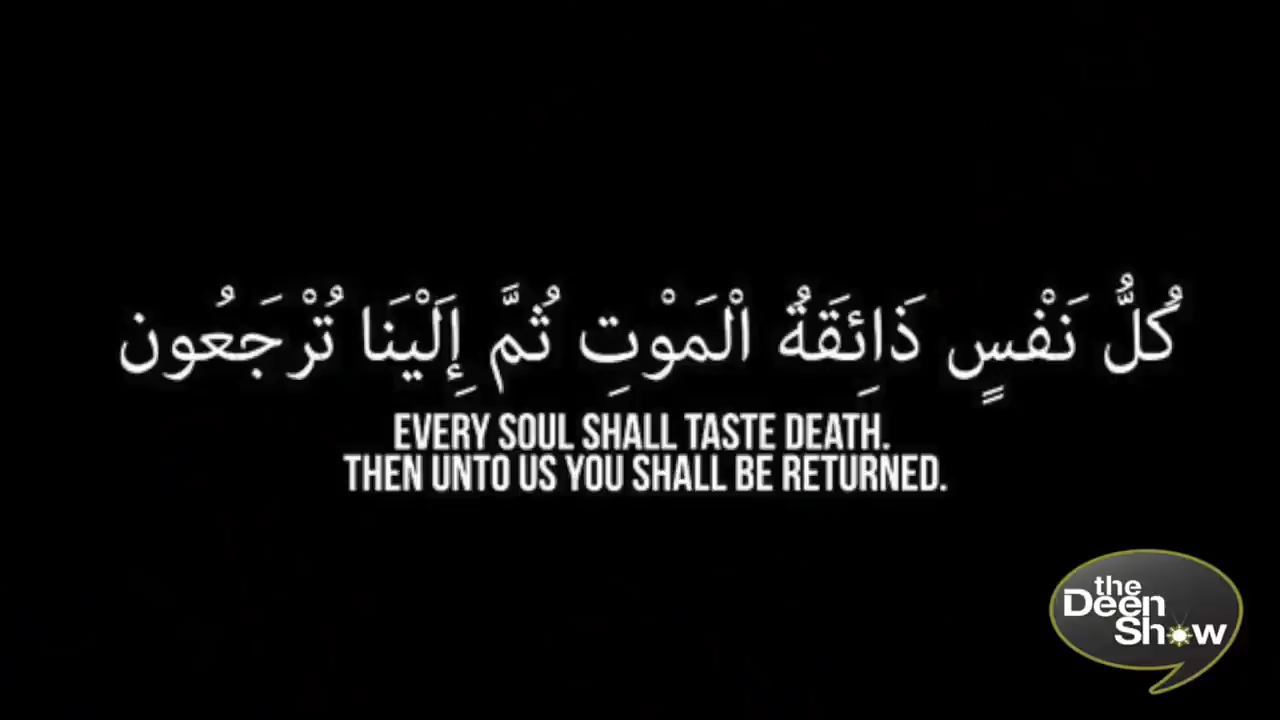 كُلُّ نَفْسٍ ذَائِقَةُ الْمَوْتِ ثُمَّ إِلَيْنَا تُرْجَعُون
EVERY SOUL SHALL TASTE DEATH.
THEN UNTO US YOU SHALL BE RETURNED.
the
Deen
Show